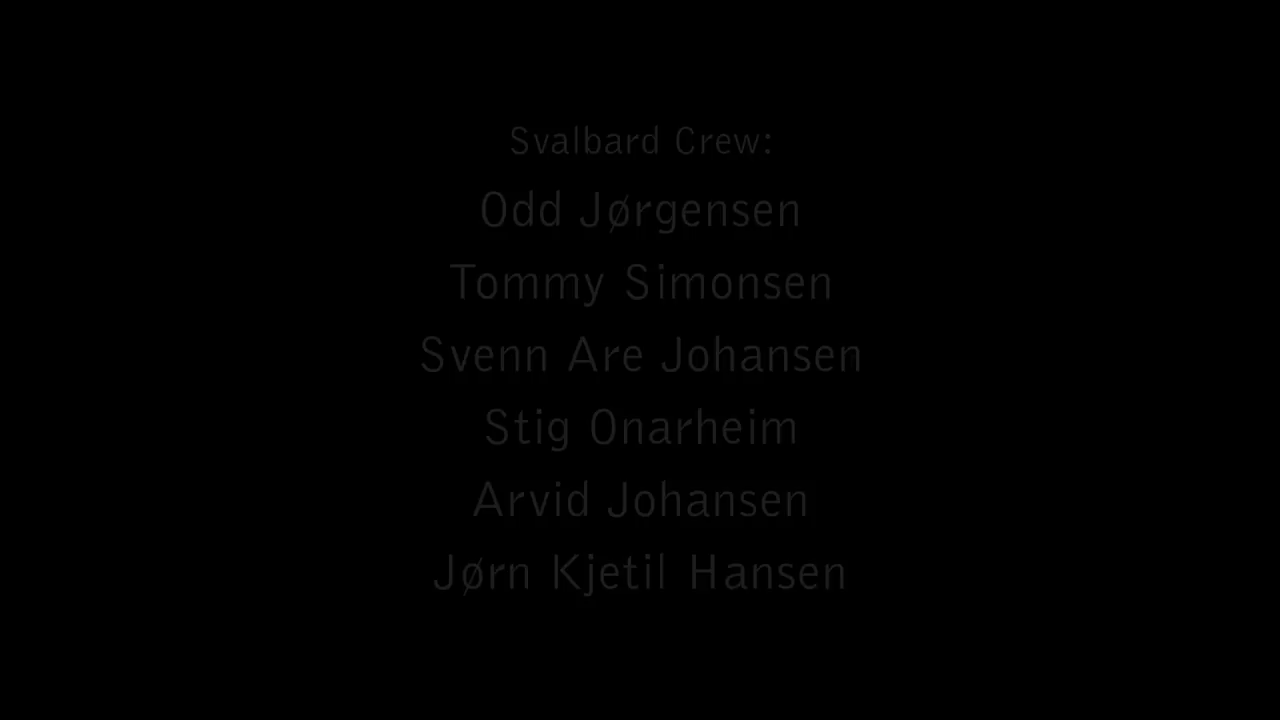 Svalbard Crew:
Odd Jørgensen
Tommy Simonsen
Svenn Are Johansen
Stig Onarheim
Arvid Johansen
Jørn Kjetil Hansen